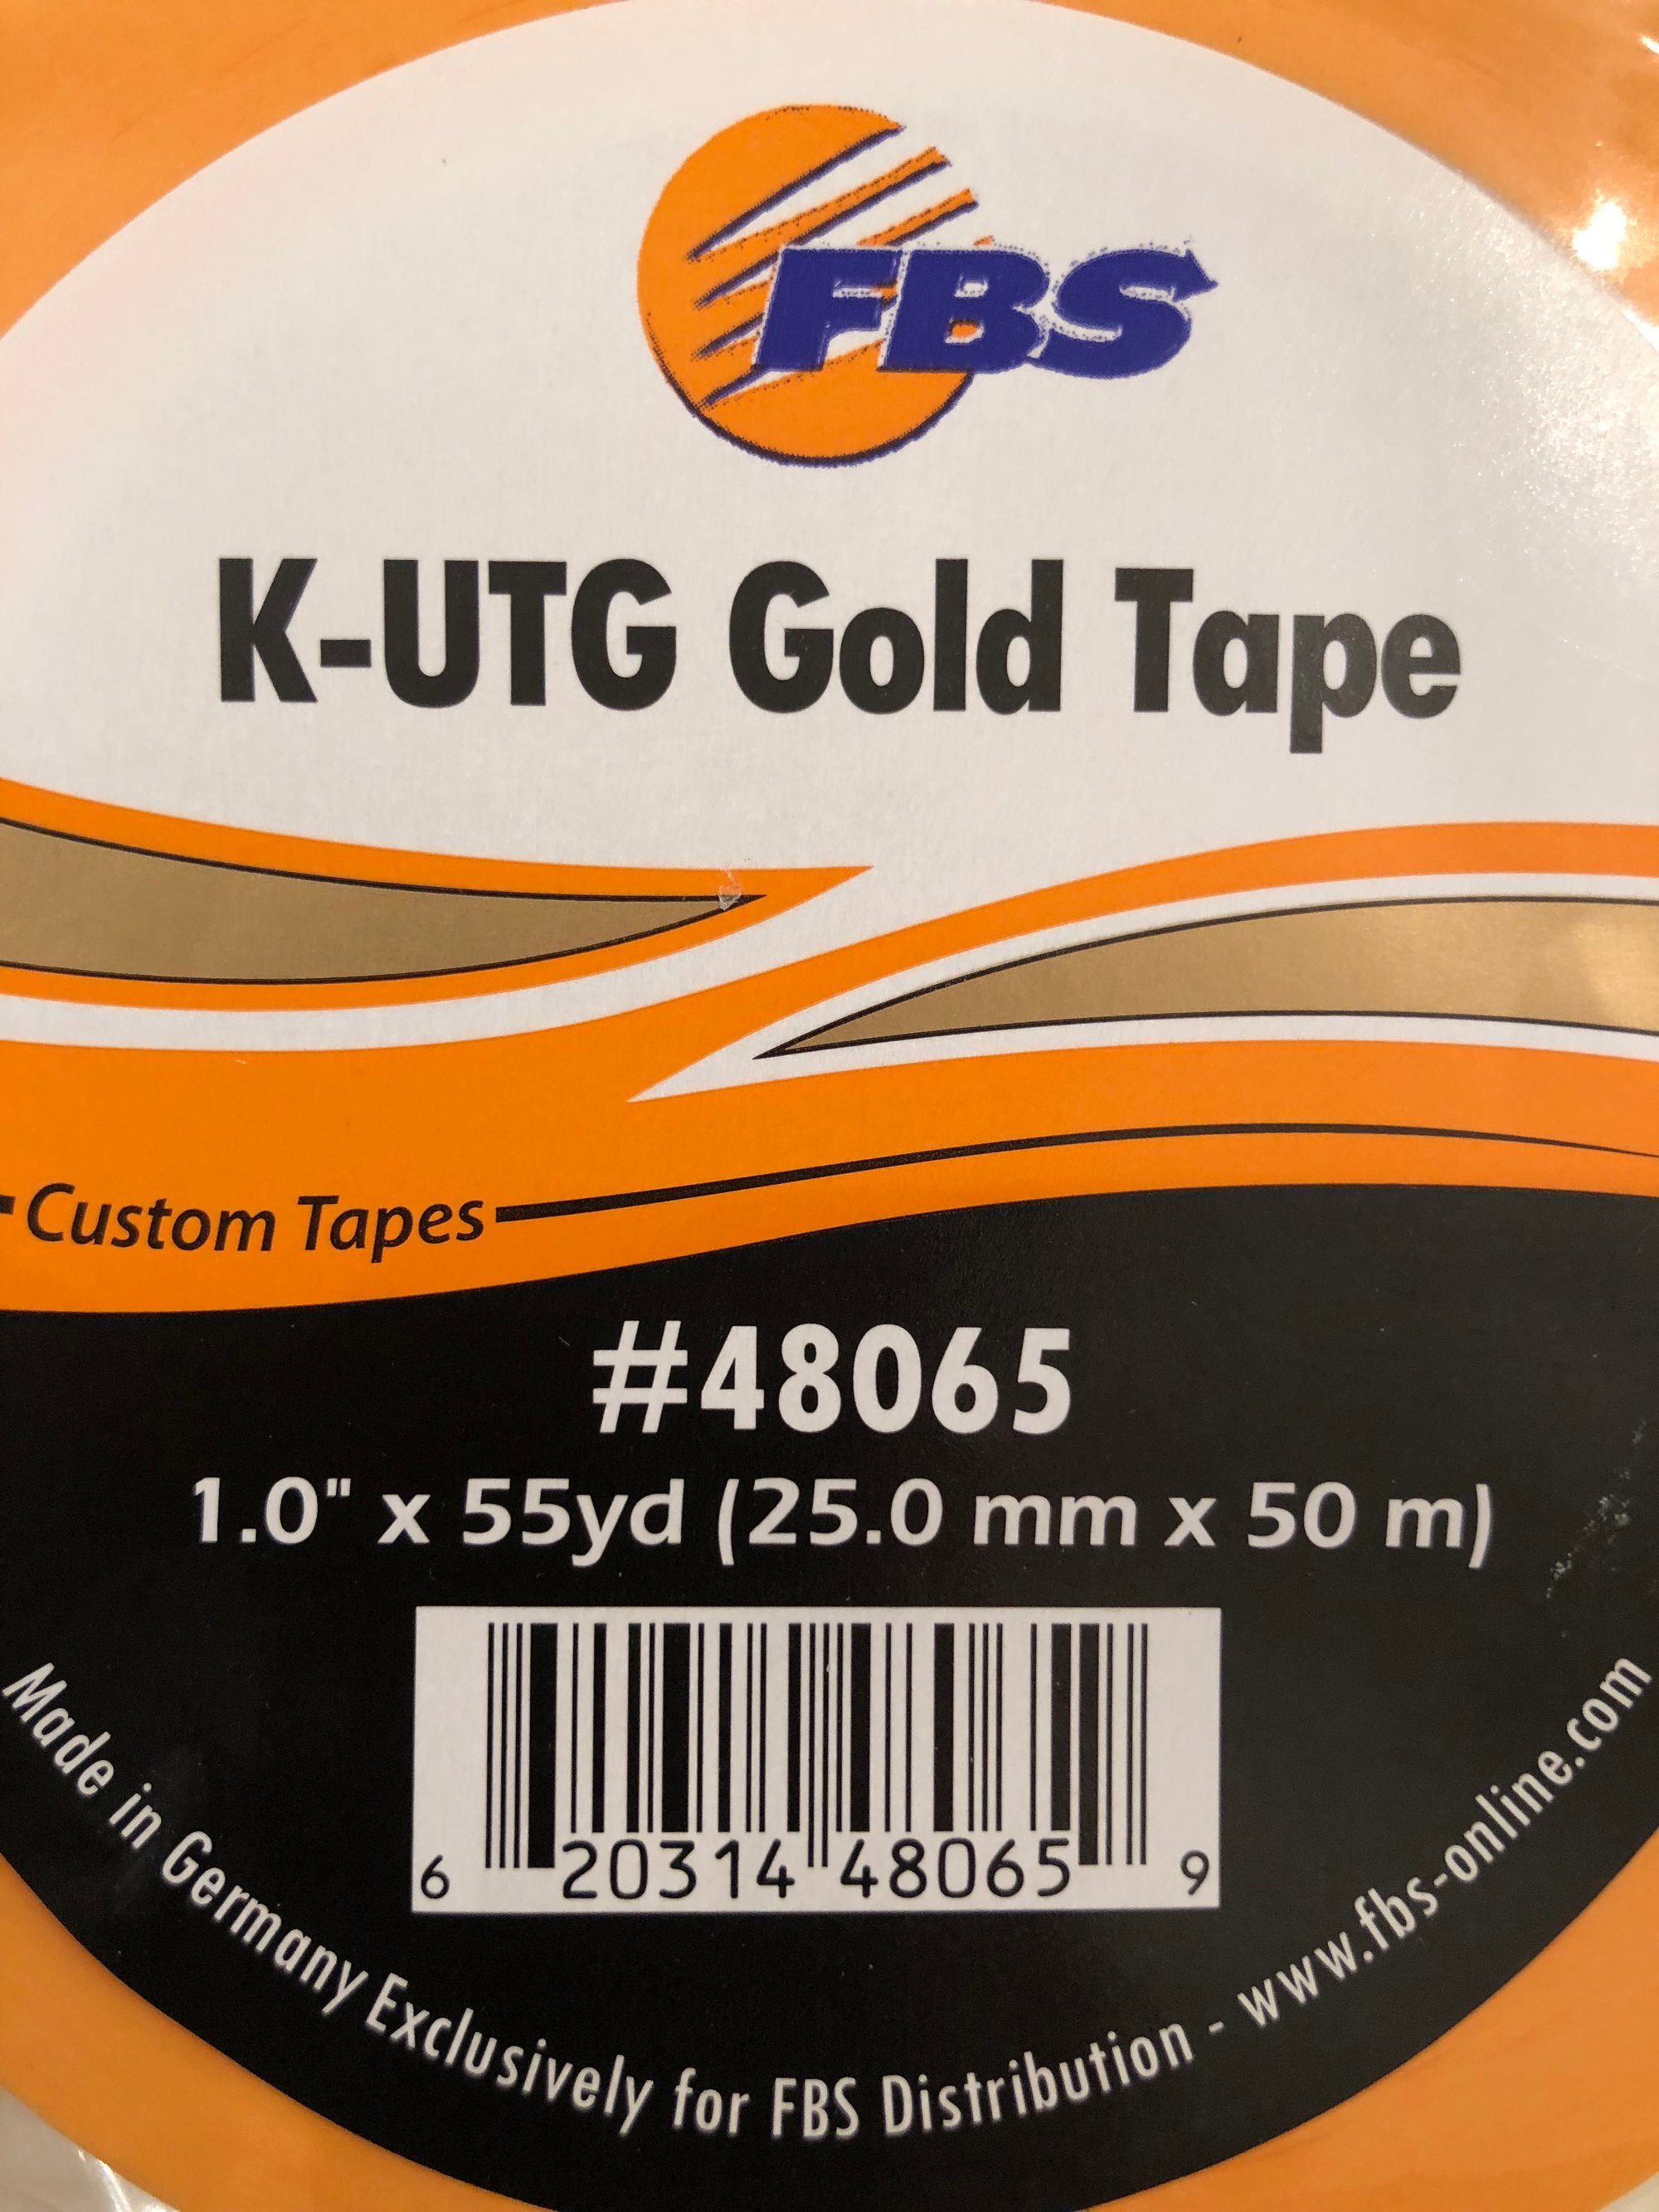 FBS
K-UTG Gold Tape
Custom Tapes
#48065
1.0" x 55yd (25.0 mm x 50 m)
6 20314 48065 9
Made in Germany Exclusively for FBS Distribution - www.fbs-online.com